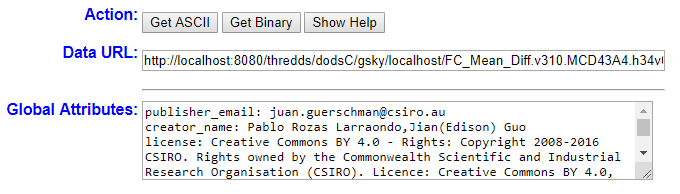 Action: Get ASCII Get Binary Show Help
Data URL: http://localhost:8080/thredds/dodsC/gsky/localhost/FC_Mean_Diff.v310.MCD43A4.h34v
Global Attributes: publisher_email: juan.guerschman@csiro.au
creator_name: Pablo Rozas Larraondo,Jian(Edison) Guo
license: Creative Commons BY 4.0 - Rights: Copyright 2008-2016
CSIRO. Rights owned by the Commonwealth Scientific and Industrial
Research Organisation (CSIRO). Licence: Creative Commons BY 4.0,